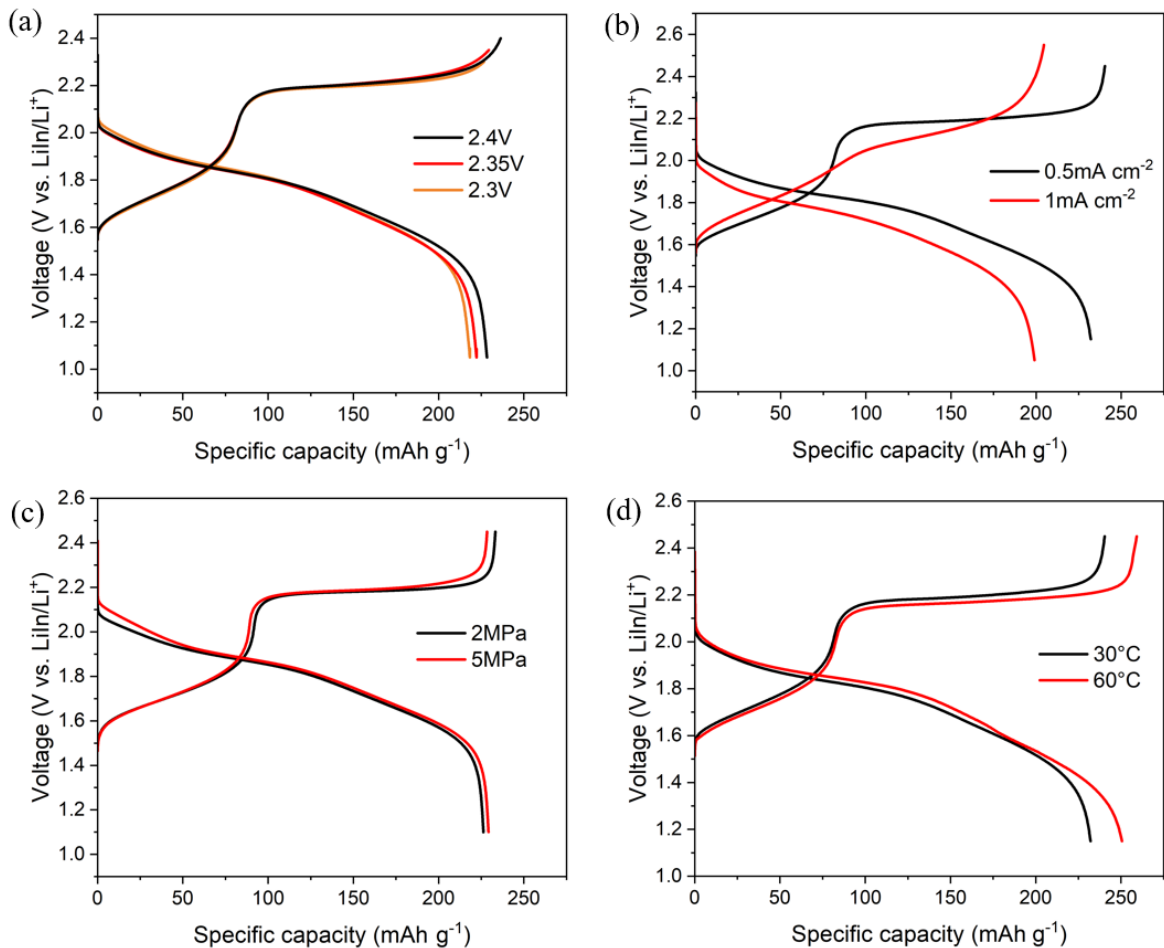 (a)
2.4
2.2
2.0
1.8
1.6
1.4
1.2
1.0
Voltage (V vs. LiIn/Li⁺)
2.4V
2.35V
2.3V
0 50 100 150 200 250
Specific capacity (mAh g⁻¹)
(b)
2.6
2.4
2.2
2.0
1.8
1.6
1.4
1.2
1.0
Voltage (V vs. LiIn/Li⁺)
0.5mA cm⁻²
1mA cm⁻²
0 50 100 150 200 250
Specific capacity (mAh g⁻¹)
(c)
2.6
2.4
2.2
2.0
1.8
1.6
1.4
1.2
1.0
Voltage (V vs. LiIn/Li⁺)
2MPa
5MPa
0 50 100 150 200 250
Specific capacity (mAh g⁻¹)
(d)
2.6
2.4
2.2
2.0
1.8
1.6
1.4
1.2
1.0
Voltage (V vs. LiIn/Li⁺)
30°C
60°C
0 50 100 150 200 250
Specific capacity (mAh g⁻¹)